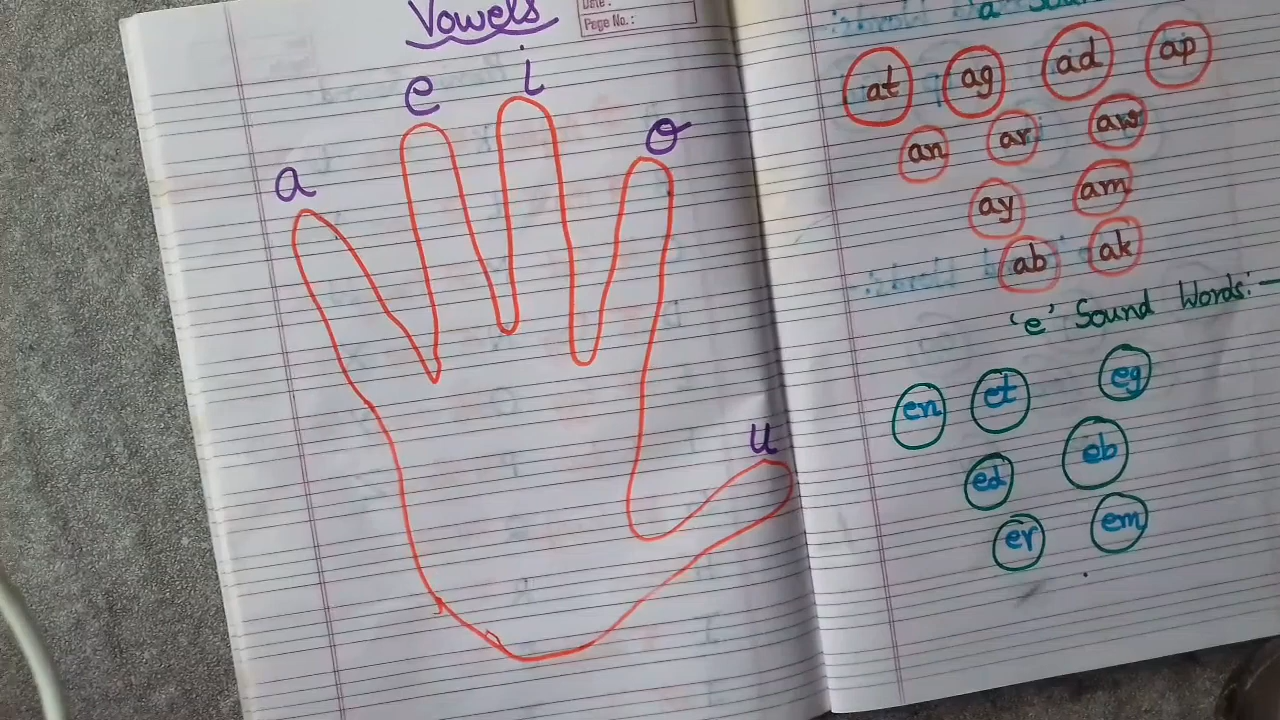 Vowels
Date:
Page No.:
a e i o u
'a' Sou
at ag ad ap
an ar aw
ay am
ab ak
'e' Sound Words:-
en et eg
ed eb
er em